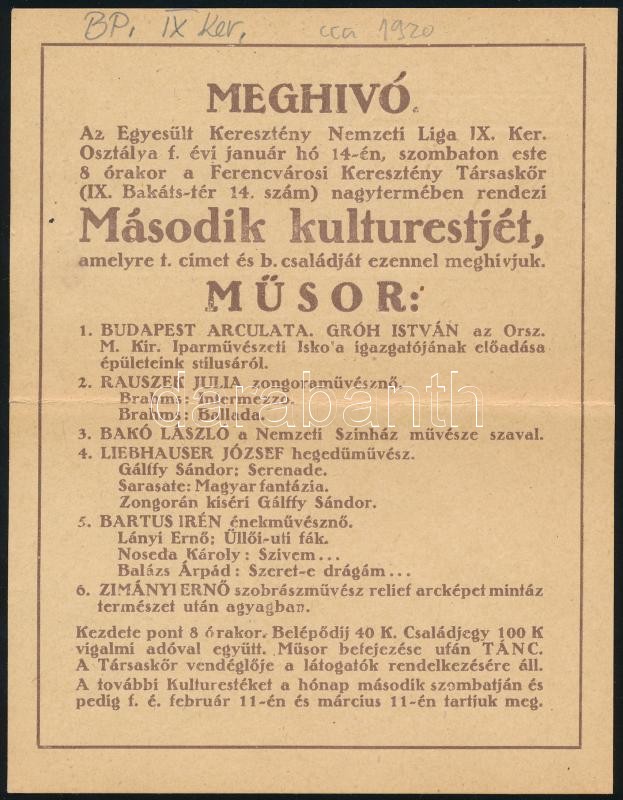 BP. IX Ker. cca 1920
MEGHIVÓ.
Az Egyesült Keresztény Nemzeti Liga IX. Ker.
Osztálya f. évi január hó 14-én, szombaton este
8 órakor a Ferencvárosi Keresztény Társaskőr
(IX. Bakáts-tér 14. szám) nagytermében rendezi
Második kulturestjét,
amelyre t. cimet és b. családját ezennel meghivjuk.
MŰSOR:
1. BUDAPEST ARCULATA. GRÓH ISTVÁN az Orsz.
M. Kir. Iparművészeti Isko'a igazgatójának előadása
épületeink stilusáról.
2. RAUSZEK JULIA zongoraművésznő.
Brahms: Intermezzo.
Brahms: Ballada.
darabanth
3. BAKÓ LÁSZLÓ a Nemzeti Szinház művésze szaval.
4. LIEBHAUSER JÓZSEF hegedűművész.
Gálffy Sándor: Serenade.
Sarasate: Magyar fantázia.
Zongorán kiséri Gálffy Sándor.
5. BARTUS IRÉN énekművésznő.
Lányi Ernő: Üllői-uti fák.
Noseda Károly: Szivem...
Balázs Árpád: Szeret-e drágám...
6. ZIMÁNYI ERNŐ szobrászművész relief arcképet mintáz
természet után agyagban.
Kezdete pont 8 órakor. Belépődij 40 K. Családjegy 100 K
vigalmi adóval együtt. Műsor befejezése után TÁNC.
A Társaskőr vendéglője a látogatók rendelkezésére áll.
A további Kulturestéket a hónap második szombatján és
pedig f. é. február 11-én és március 11-én tartjuk meg.